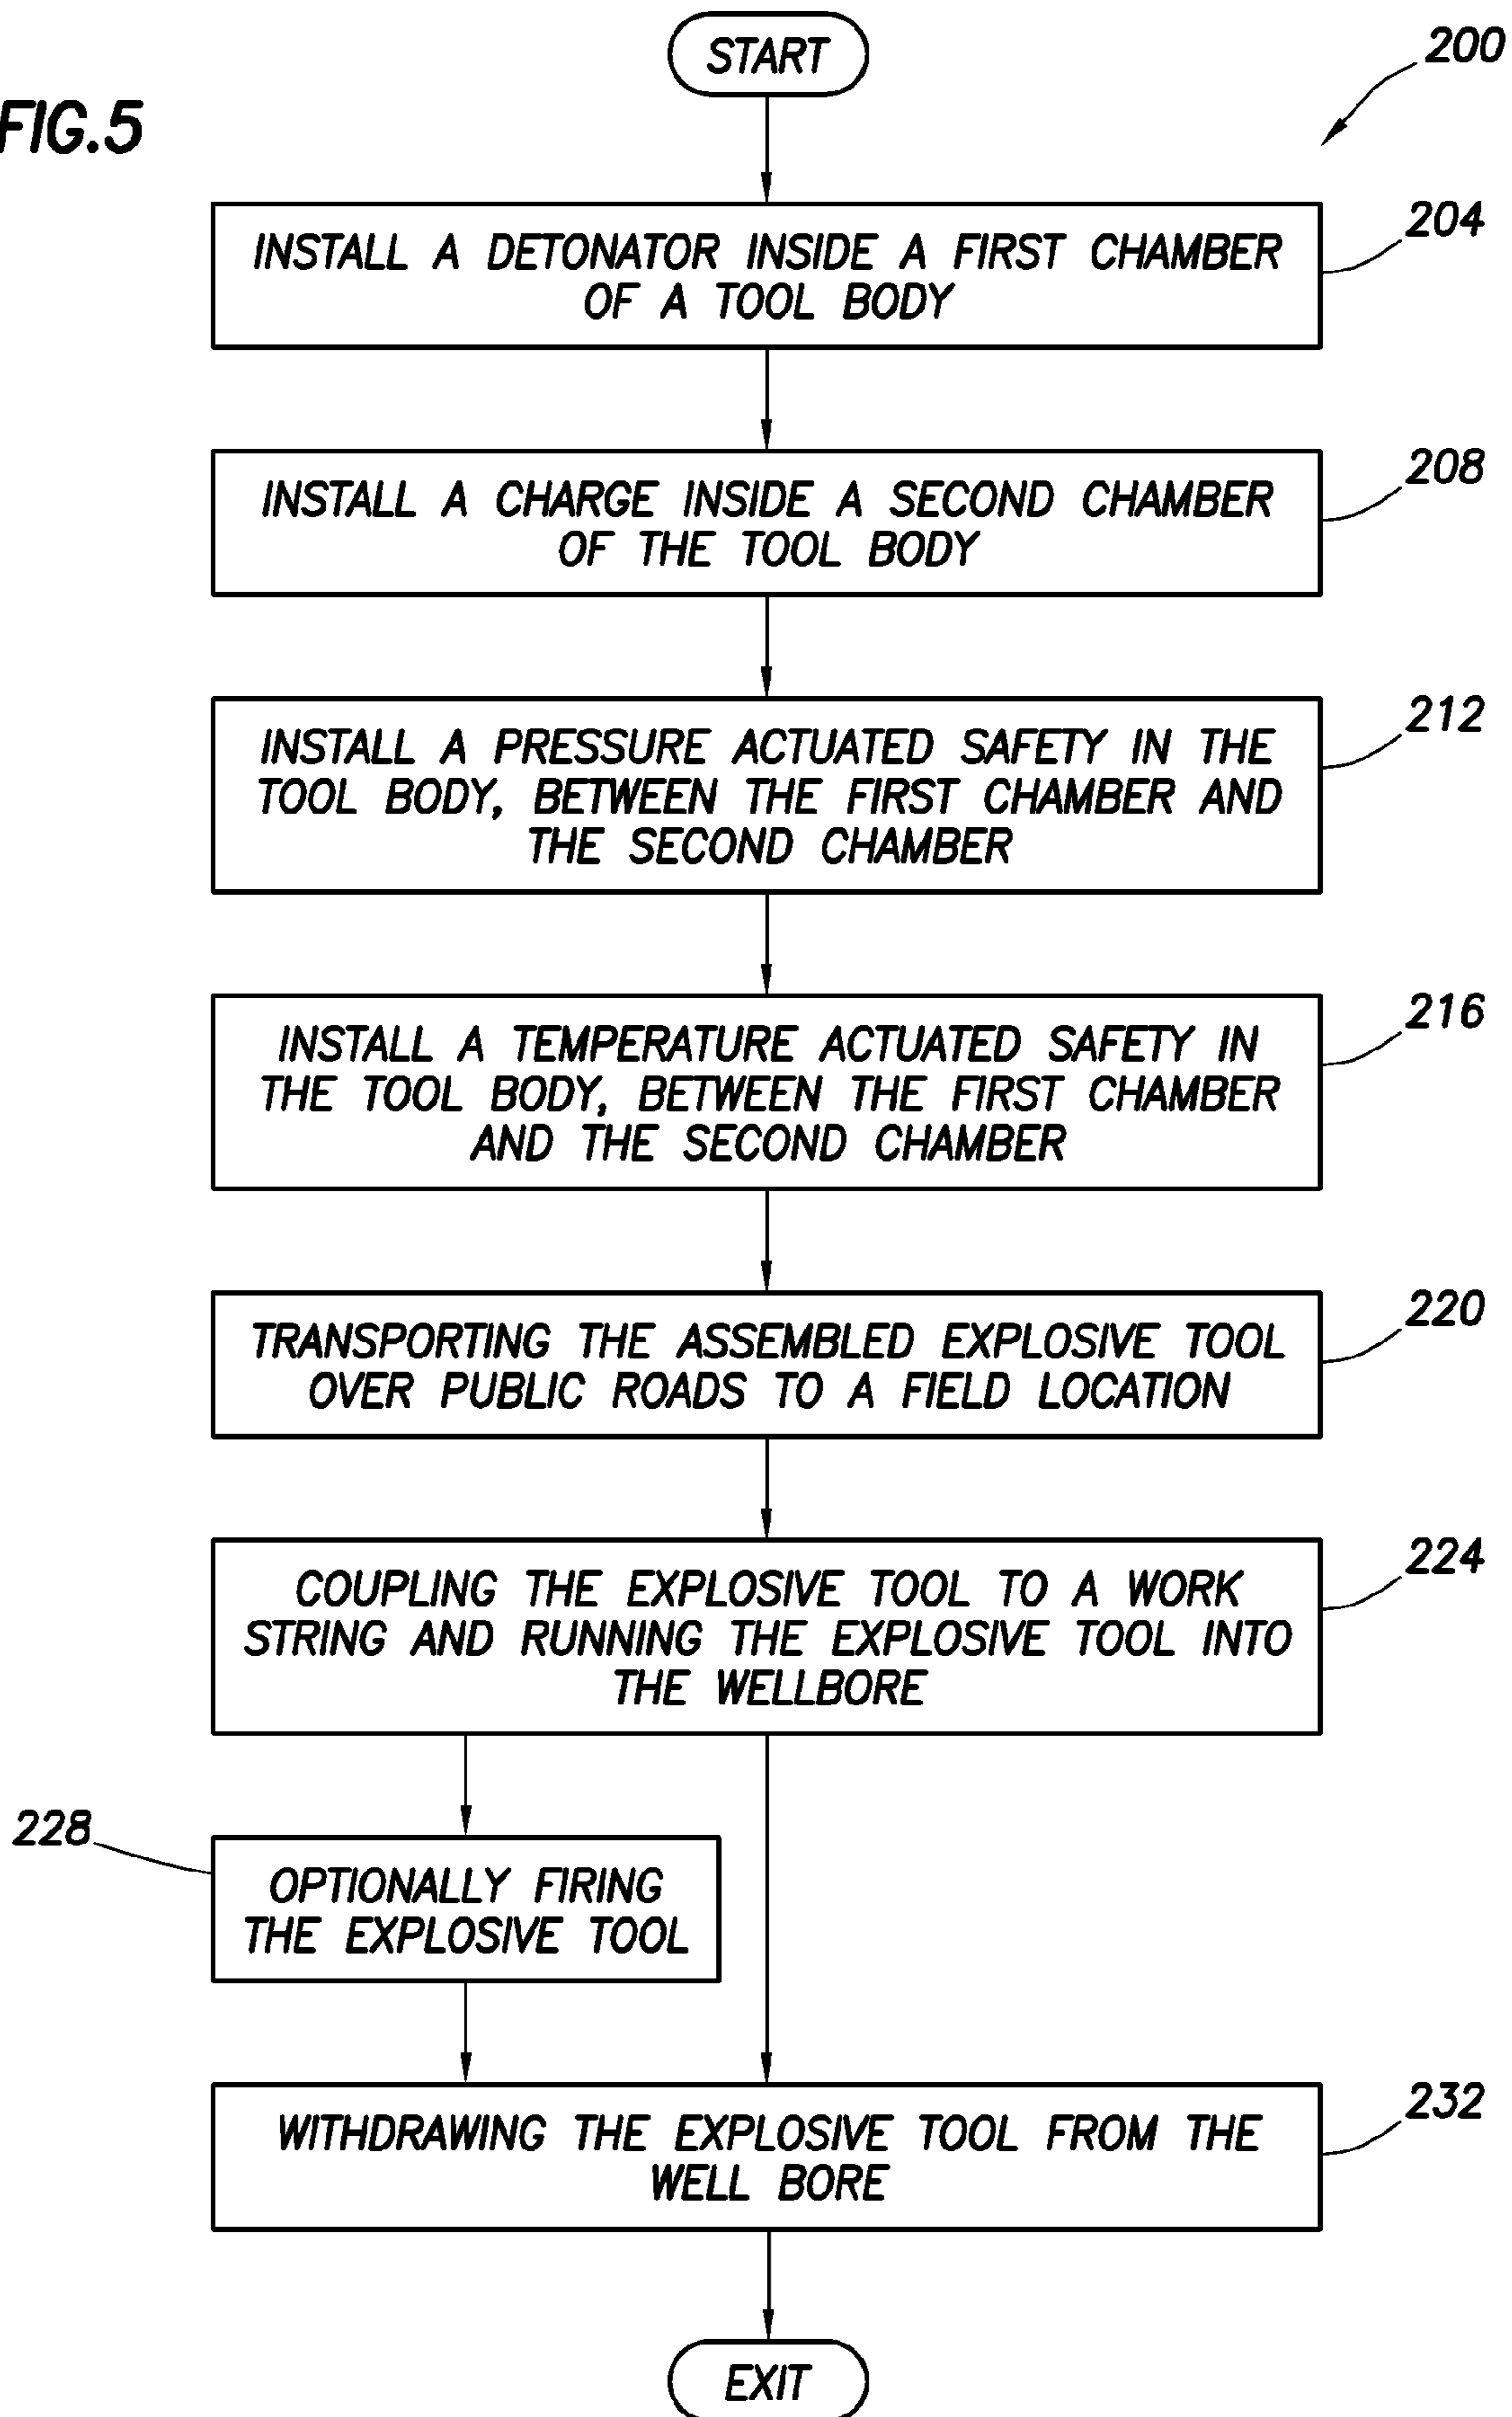 START
200
FIG.5
204
INSTALL A DETONATOR INSIDE A FIRST CHAMBER
OF A TOOL BODY
208
INSTALL A CHARGE INSIDE A SECOND CHAMBER
OF THE TOOL BODY
212
INSTALL A PRESSURE ACTUATED SAFETY IN THE
TOOL BODY, BETWEEN THE FIRST CHAMBER AND
THE SECOND CHAMBER
216
INSTALL A TEMPERATURE ACTUATED SAFETY IN
THE TOOL BODY, BETWEEN THE FIRST CHAMBER
AND THE SECOND CHAMBER
220
TRANSPORTING THE ASSEMBLED EXPLOSIVE TOOL
OVER PUBLIC ROADS TO A FIELD LOCATION
224
COUPLING THE EXPLOSIVE TOOL TO A WORK
STRING AND RUNNING THE EXPLOSIVE TOOL INTO
THE WELLBORE
228
OPTIONALLY FIRING
THE EXPLOSIVE TOOL
232
WITHDRAWING THE EXPLOSIVE TOOL FROM THE
WELL BORE
EXIT